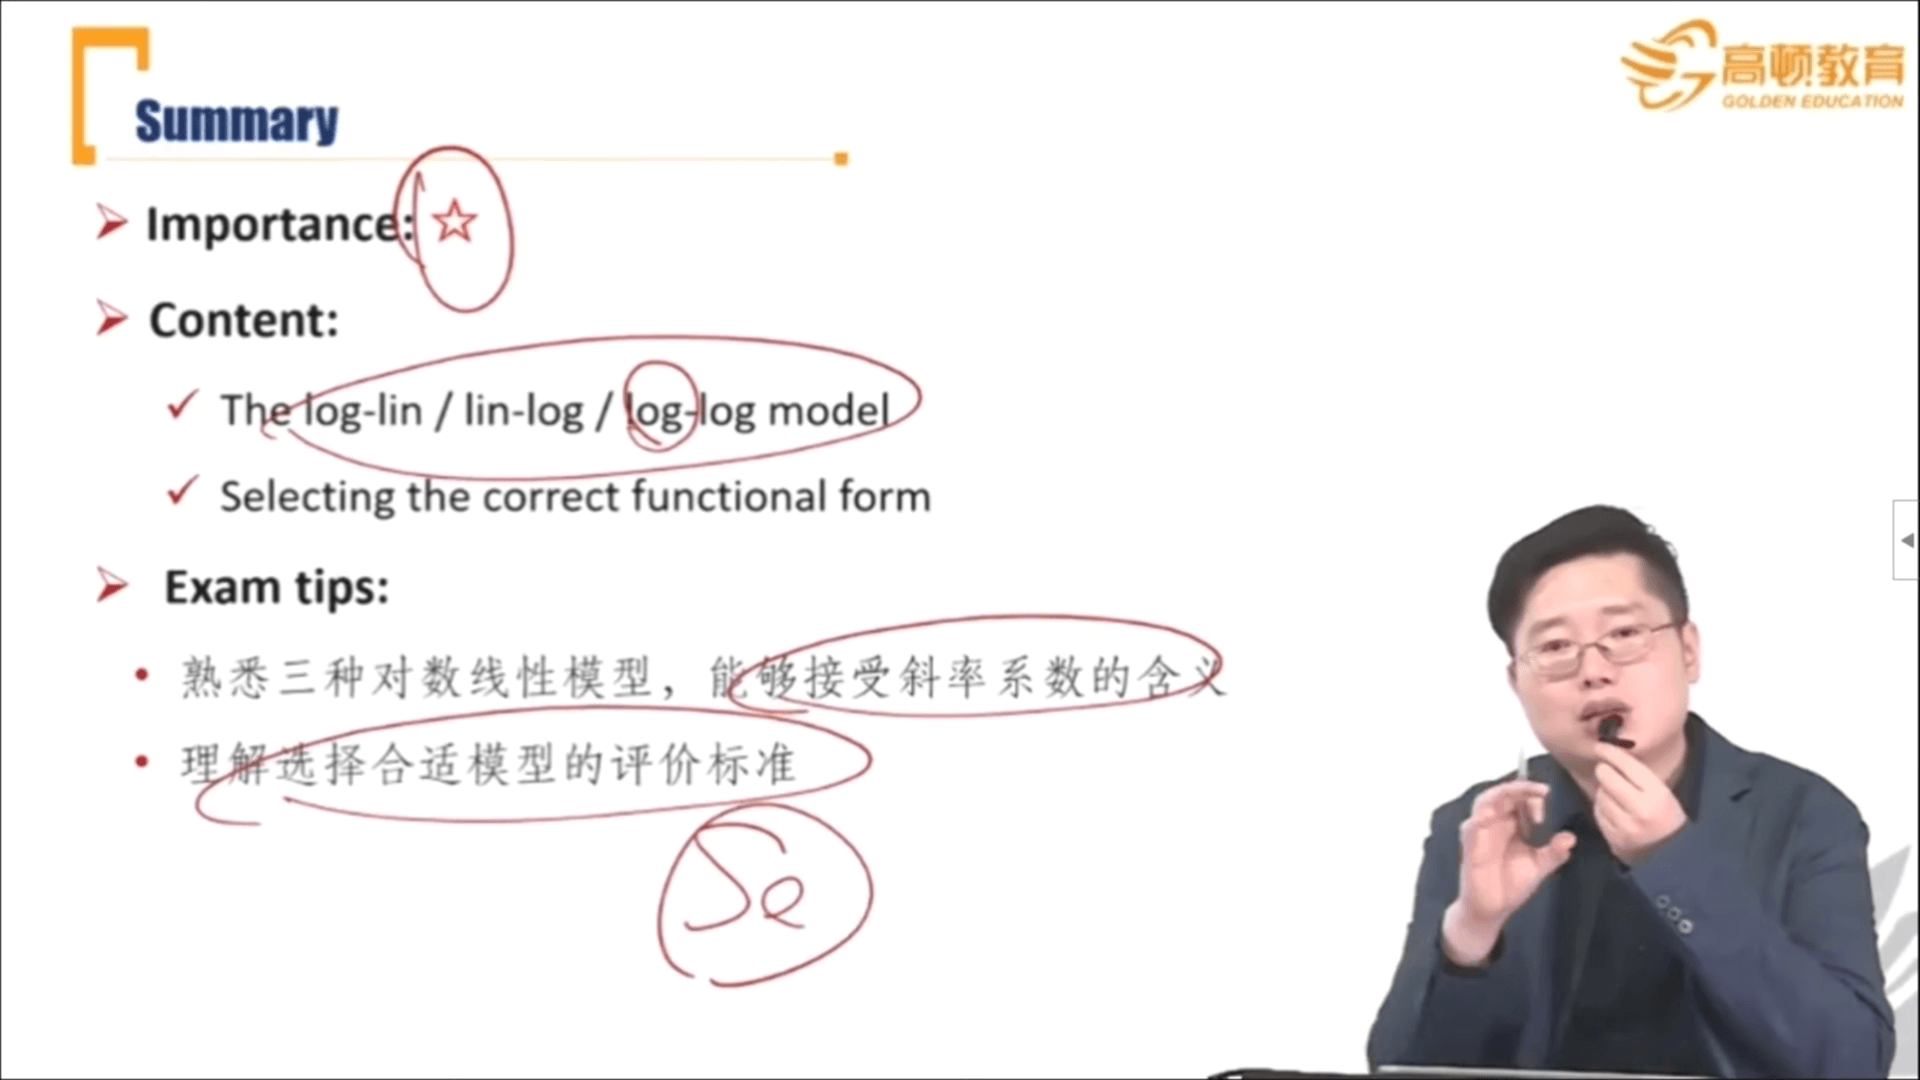 高顿教育
GOLDEN EDUCATION
Summary
Importance: ☆
Content:
The log-lin / lin-log / log-log model
Selecting the correct functional form
Exam tips:
熟悉三种对数线性模型，能够接受斜率系数的含义
理解选择合适模型的评价标准
Se